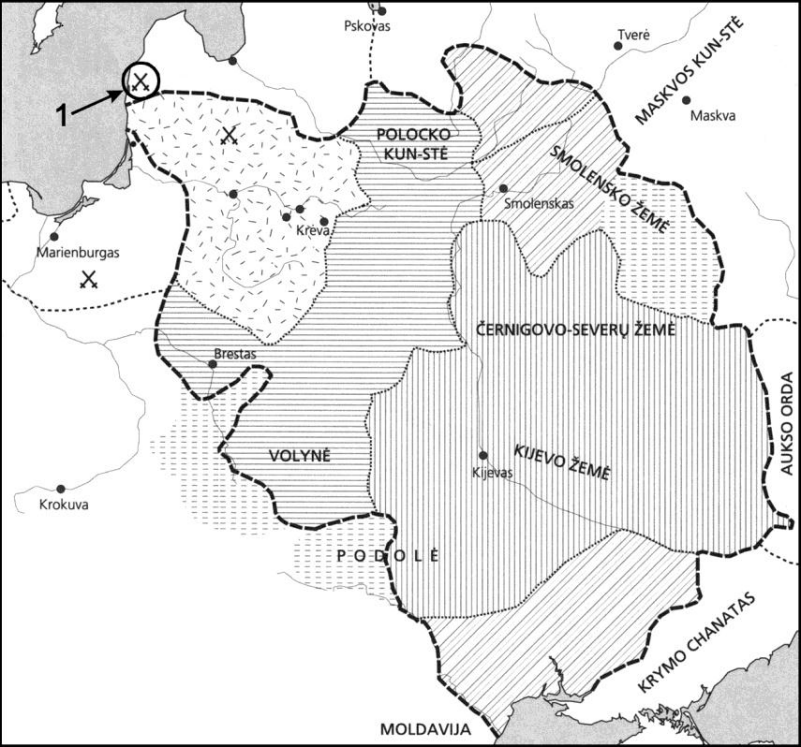 Pskovas
Tverė
MASKVOS KUN-STĖ
Maskva
1
POLOCKO
KUN-STĖ
SMOLENSKO ŽEMĖ
Smolenskas
Krėva
Marienburgas
ČERNIGOVO-SEVERŲ ŽEMĖ
Brestas
AUKSO ORDA
VOLYNĖ
KIJEVO ŽEMĖ
Kijevas
Krokuva
PODOLĖ
KRYMO CHANATAS
MOLDAVIJA